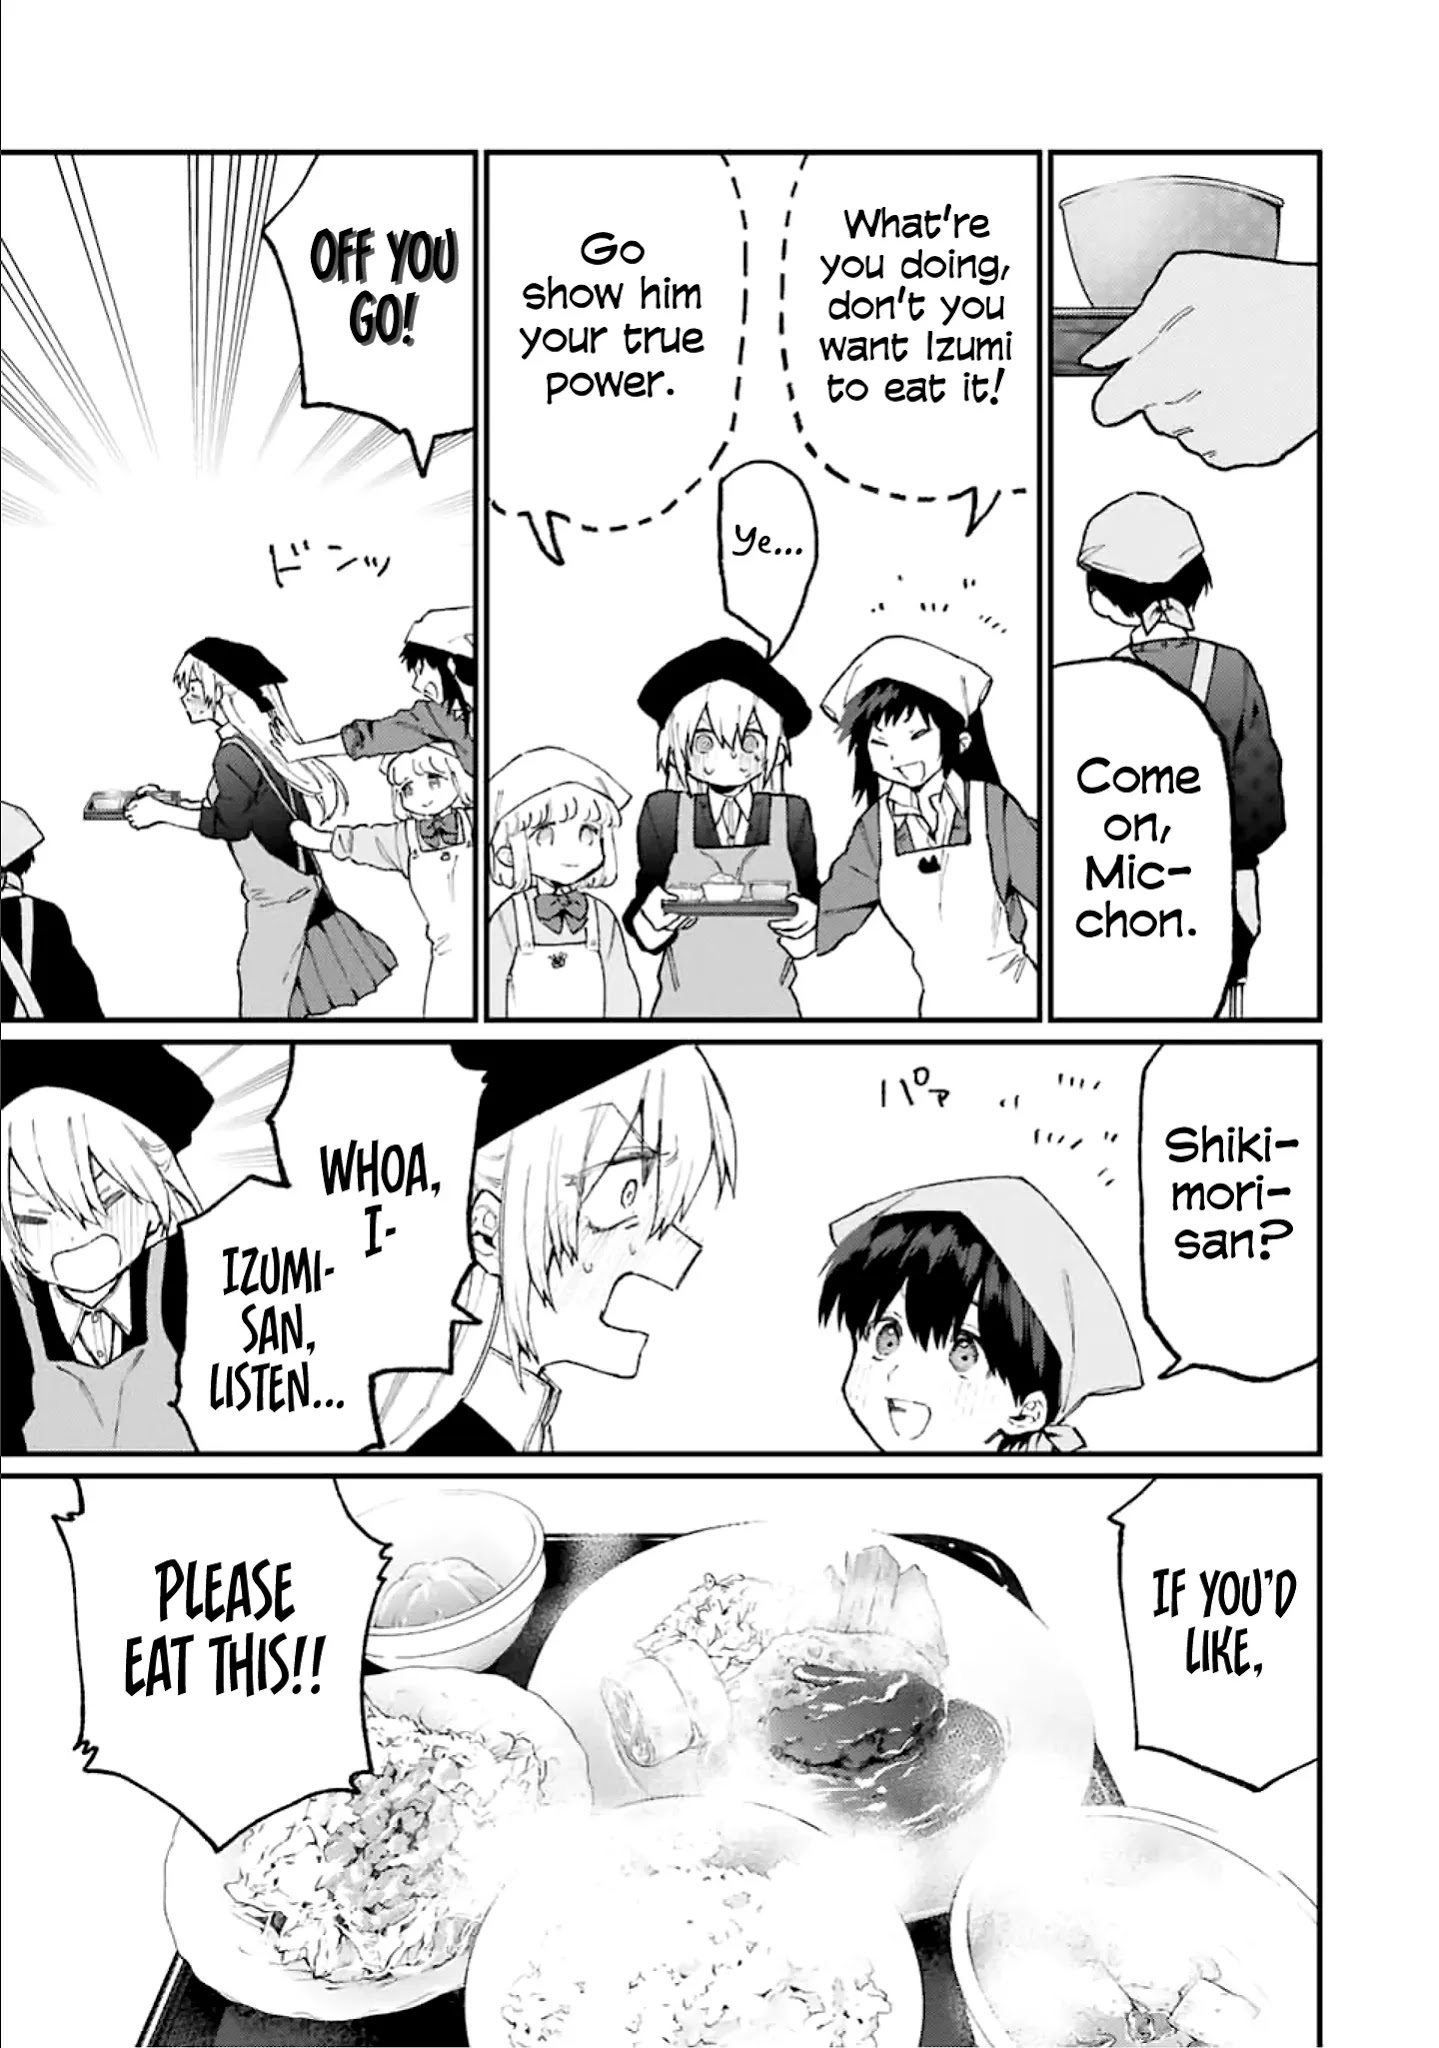 Come
on,
Mic-
chon.
What're
you doing,
don't you
want Izumi
to eat it!
Ye...
Go
show him
your true
power.
OFF YOU
GO!
ドンッ
Shiki-
mori-
san?
パァ
WHOA,
I-
IZUMI-
SAN,
LISTEN...
IF YOU'D
LIKE,
PLEASE
EAT THIS!!